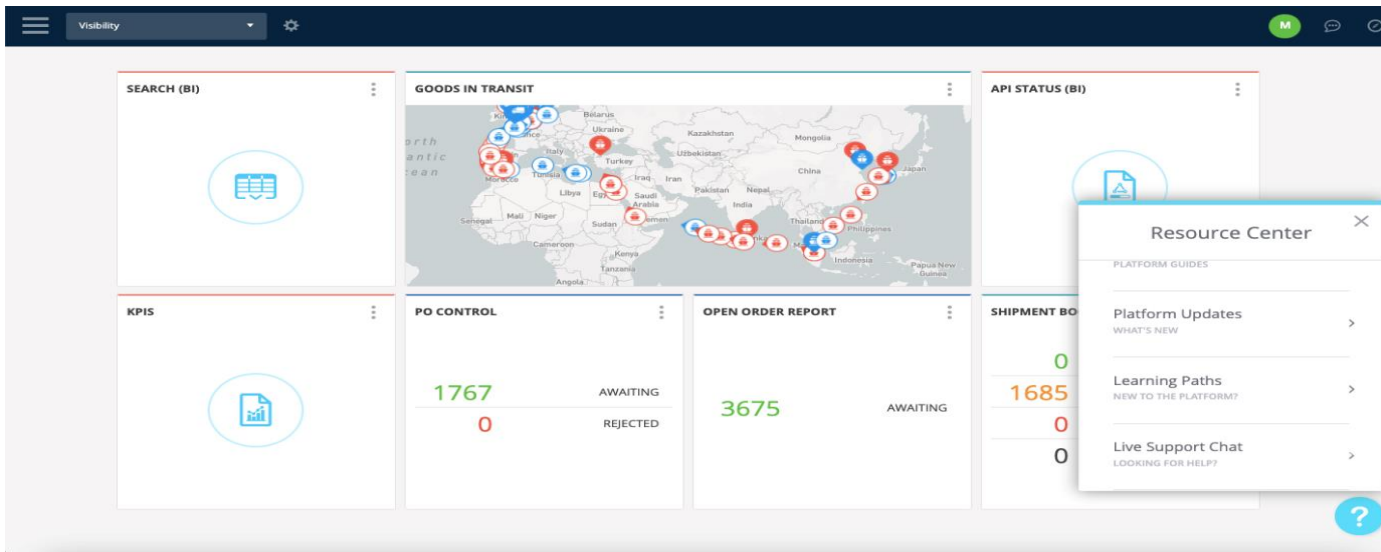 Visibility
M
SEARCH (BI)
GOODS IN TRANSIT
API STATUS (BI)
Belarus
Ukraine
Kazakhstan
Mongolia
Italy
Turkey
Uzbekistan
China
Japan
Morocco
Tunisia
Iraq
Iran
Libya
Saudi
Arabia
Pakistan
Nepal
India
Senegal
Mali
Niger
Sudan
Thailand
Philippines
Cameroon
Kenya
Tanzania
Indonesia
Papua New
Guinea
Angola
Resource Center
PLATFORM GUIDES
Platform Updates
WHAT'S NEW
Learning Paths
NEW TO THE PLATFORM?
Live Support Chat
LOOKING FOR HELP?
KPIS
PO CONTROL
1767 AWAITING
0 REJECTED
OPEN ORDER REPORT
3675 AWAITING
SHIPMENT BO
0
1685
0
0
?